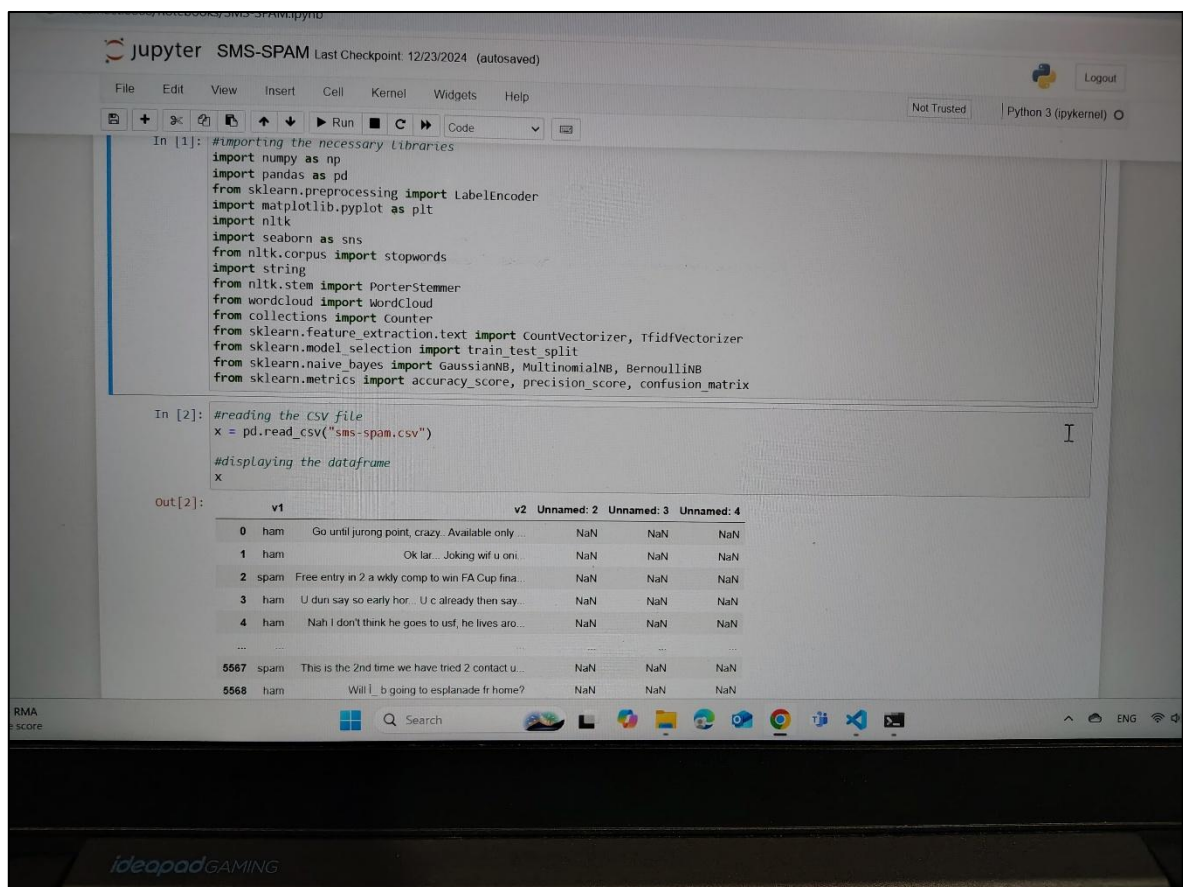 jupyter SMS-SPAM Last Checkpoint: 12/23/2024 (autosaved)
Logout
File Edit View Insert Cell Kernel Widgets Help
Not Trusted Python 3 (ipykernel)
Run Code
In [1]: #importing the necessary libraries
import numpy as np
import pandas as pd
from sklearn.preprocessing import LabelEncoder
import matplotlib.pyplot as plt
import nltk
import seaborn as sns
from nltk.corpus import stopwords
import string
from nltk.stem import PorterStemmer
from wordcloud import WordCloud
from collections import Counter
from sklearn.feature_extraction.text import CountVectorizer, TfidfVectorizer
from sklearn.model_selection import train_test_split
from sklearn.naive_bayes import GaussianNB, MultinomialNB, BernoulliNB
from sklearn.metrics import accuracy_score, precision_score, confusion_matrix
In [2]: #reading the CSV file
x = pd.read_csv("sms-spam.csv")
#displaying the dataframe
x
Out[2]:
v1 v2 Unnamed: 2 Unnamed: 3 Unnamed: 4
0 ham Go until jurong point, crazy.. Available only ... NaN NaN NaN
1 ham Ok lar... Joking wif u oni... NaN NaN NaN
2 spam Free entry in 2 a wkly comp to win FA Cup fina... NaN NaN NaN
3 ham U dun say so early hor... U c already then say... NaN NaN NaN
4 ham Nah I don't think he goes to usf, he lives aro... NaN NaN NaN
... ... ... ... ... ...
5567 spam This is the 2nd time we have tried 2 contact u... NaN NaN NaN
5568 ham Will Ì_ b going to esplanade fr home? NaN NaN NaN
RMA
score
Search
ENG
ideapad GAMING